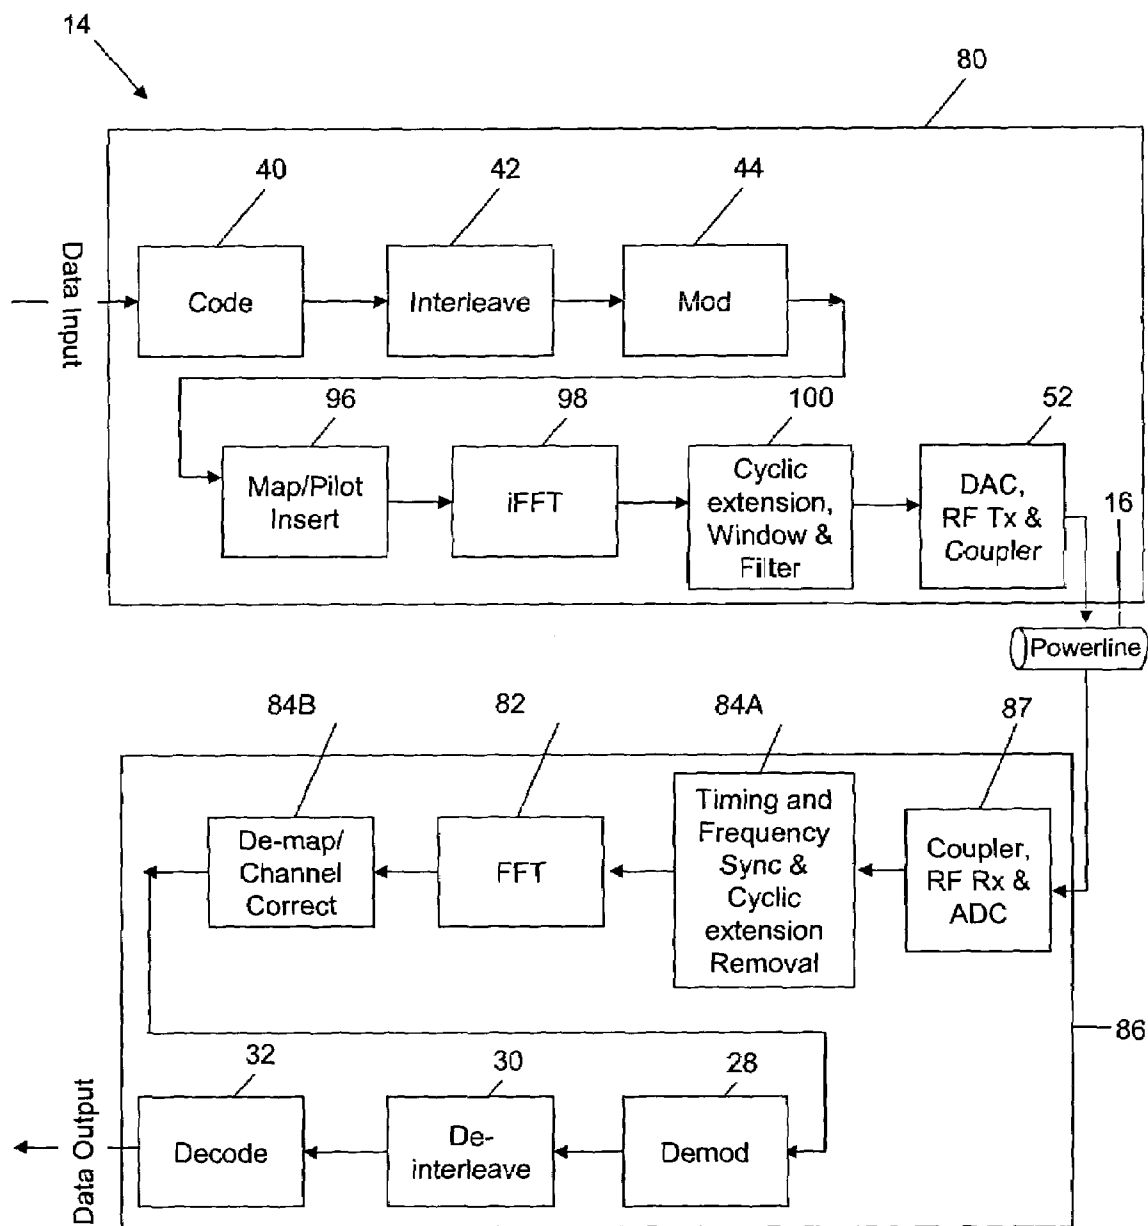 14
80
40
42
44
Data Input
Code
Interleave
Mod
96
98
100
52
Map/Pilot
Insert
iFFT
Cyclic
extension,
Window &
Filter
DAC,
RF Tx &
Coupler
16
Powerline
84B
82
84A
87
De-map/
Channel
Correct
FFT
Timing and
Frequency
Sync &
Cyclic
extension
Removal
Coupler,
RF Rx &
ADC
86
32
30
28
Data Output
Decode
De-
interleave
Demod